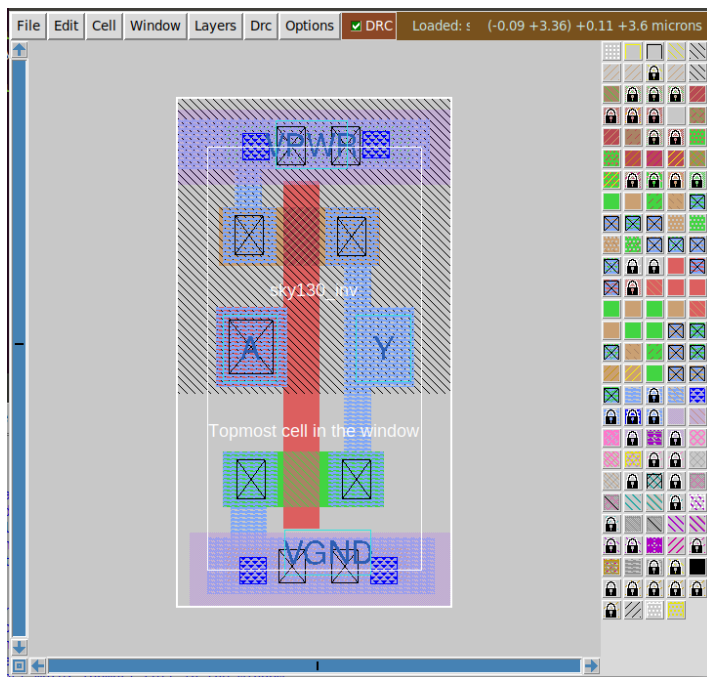 File Edit Cell Window Layers Drc Options DRC Loaded: s (-0.09 +3.36) +0.11 +3.6 microns
VPWR
sky130_inv
A Y
Topmost cell in the window
VGND